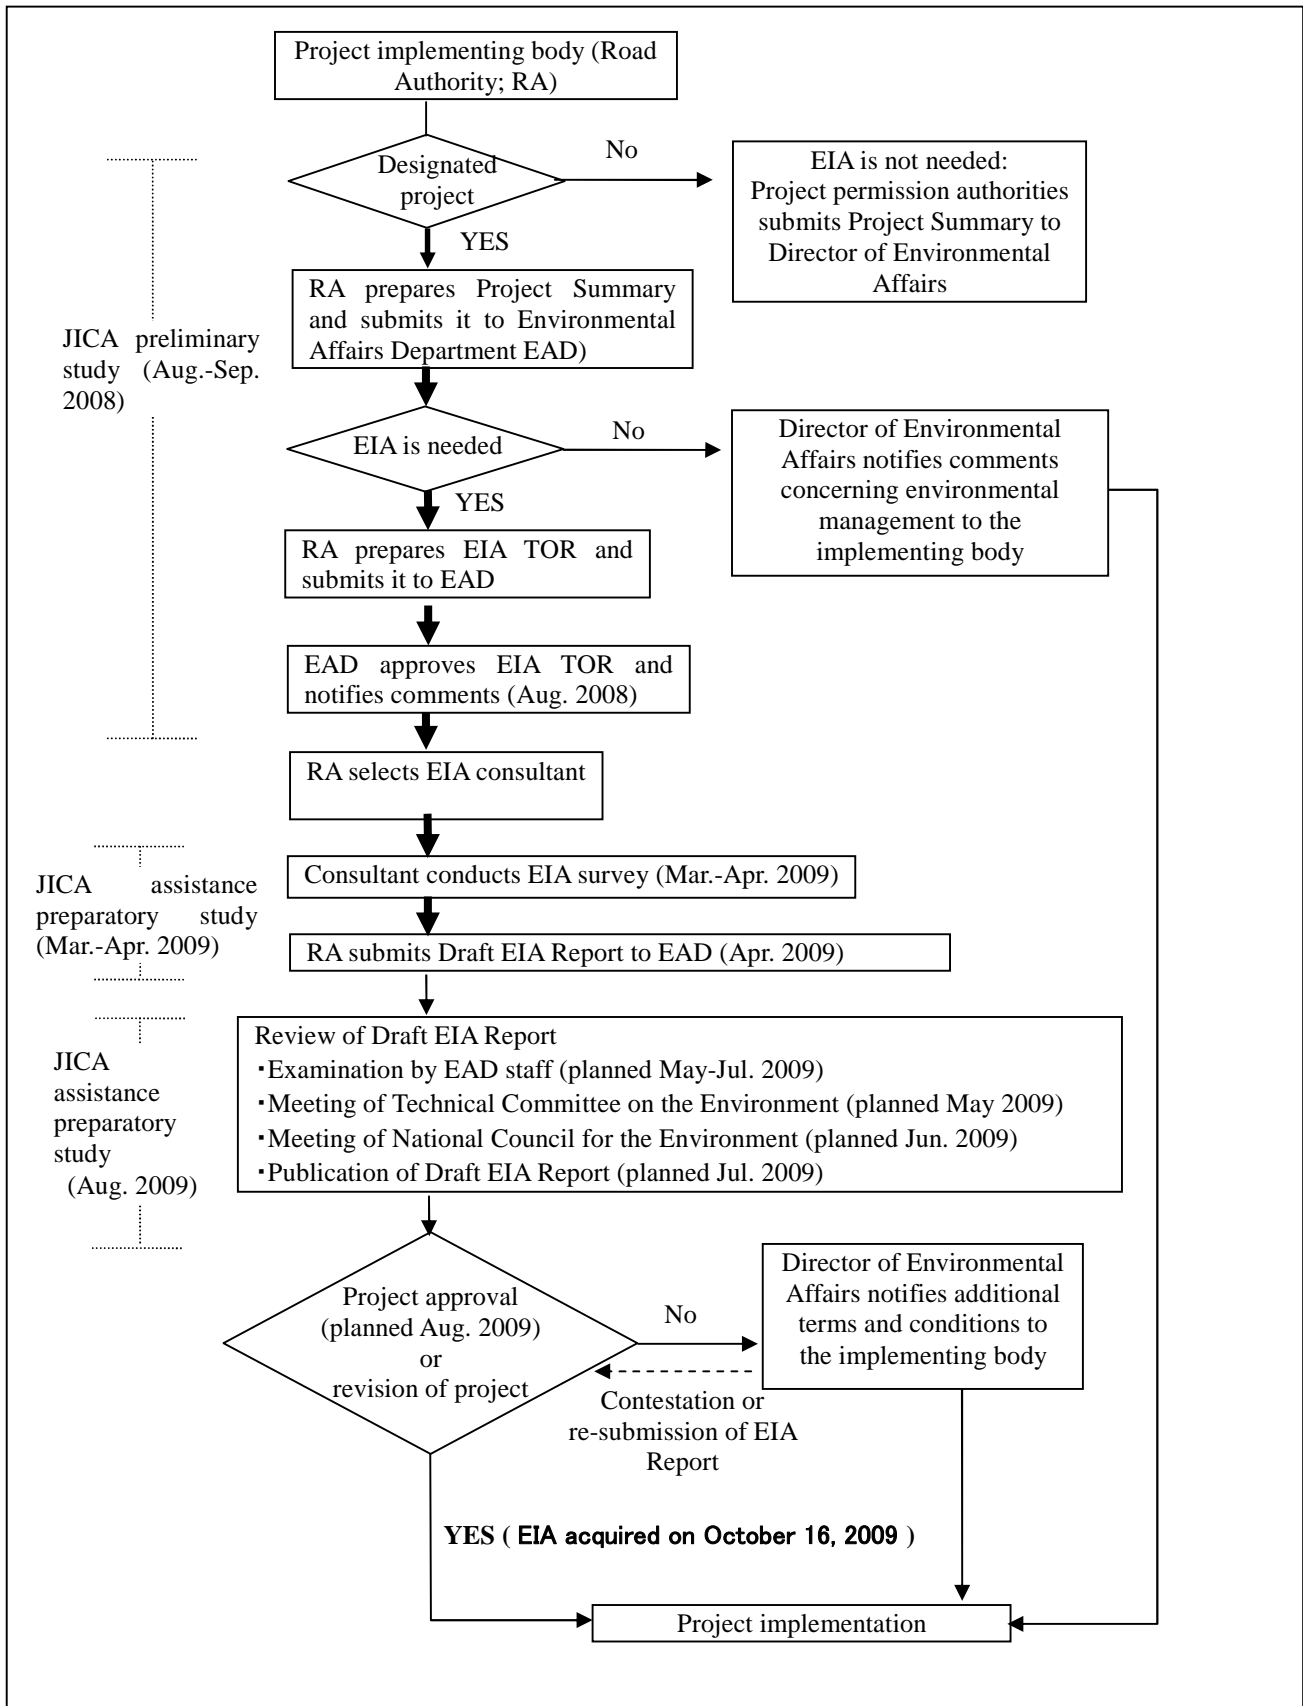 Project implementing body (Road
Authority; RA)
Designated
project
No
EIA is not needed:
Project permission authorities
submits Project Summary to
Director of Environmental
Affairs
YES
RA prepares Project Summary
and submits it to Environmental
Affairs Department EAD)
JICA preliminary
study (Aug.-Sep.
2008)
EIA is needed
No
Director of Environmental
Affairs notifies comments
concerning environmental
management to the
implementing body
YES
RA prepares EIA TOR and
submits it to EAD
EAD approves EIA TOR and
notifies comments (Aug. 2008)
RA selects EIA consultant
JICA assistance
preparatory study
(Mar.-Apr. 2009)
Consultant conducts EIA survey (Mar.-Apr. 2009)
RA submits Draft EIA Report to EAD (Apr. 2009)
JICA
assistance
preparatory
study
(Aug. 2009)
Review of Draft EIA Report
・Examination by EAD staff (planned May-Jul. 2009)
・Meeting of Technical Committee on the Environment (planned May 2009)
・Meeting of National Council for the Environment (planned Jun. 2009)
・Publication of Draft EIA Report (planned Jul. 2009)
Project approval
(planned Aug. 2009)
or
revision of project
No
Director of Environmental
Affairs notifies additional
terms and conditions to
the implementing body
Contestation or
re-submission of EIA
Report
YES ( EIA acquired on October 16, 2009 )
Project implementation